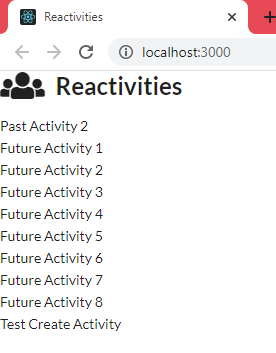 Reactivities
localhost:3000
Reactivities
Past Activity 2
Future Activity 1
Future Activity 2
Future Activity 3
Future Activity 4
Future Activity 5
Future Activity 6
Future Activity 7
Future Activity 8
Test Create Activity